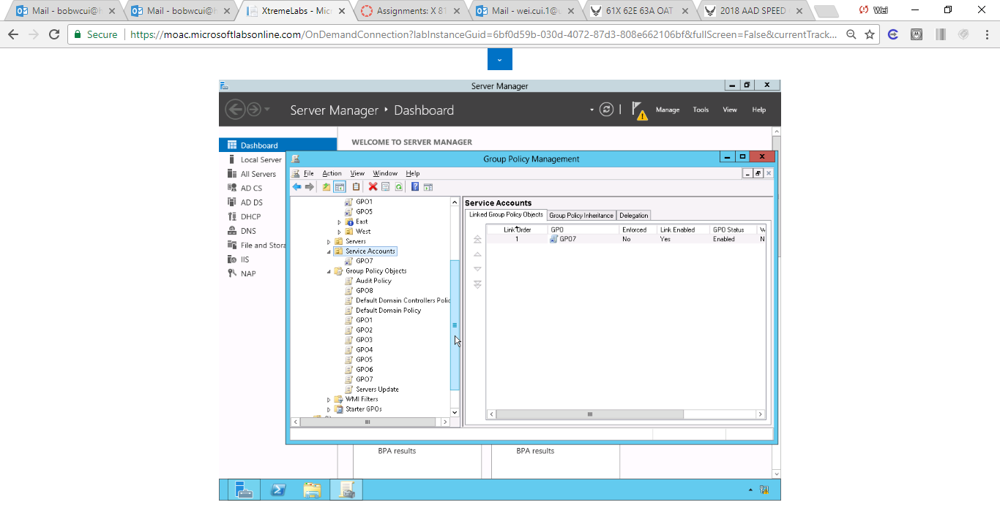 Mail - bobwcui@h
Mail - bobwcui@h
XtremeLabs - Micr
Assignments: X 81
Mail - wei.cui.1@u
61X 62E 63A OAT
2018 AAD SPEED
Wei
Secure
https://moac.microsoftlabsonline.com/OnDemandConnection?labInstanceGuid=6bf0d59b-030d-4072-87d3-808e662106bf&fullScreen=False&currentTrack...
Server Manager
Server Manager • Dashboard
Manage Tools View Help
Dashboard
Local Server
All Servers
AD CS
AD DS
DHCP
DNS
File and Stora
IIS
NAP
WELCOME TO SERVER MANAGER
Group Policy Management
File Action View Window Help
GPO1
GPO5
East
West
Servers
Service Accounts
GPO7
Group Policy Objects
Audit Policy
GPO8
Default Domain Controllers Polic
Default Domain Policy
GPO1
GPO2
GPO3
GPO4
GPO5
GPO6
GPO7
Servers Update
WMI Filters
Starter GPOs
Service Accounts
Linked Group Policy Objects Group Policy Inheritance Delegation
Link Order GPO Enforced Link Enabled GPO Status W
1 GPO7 No Yes Enabled N
BPA results BPA results